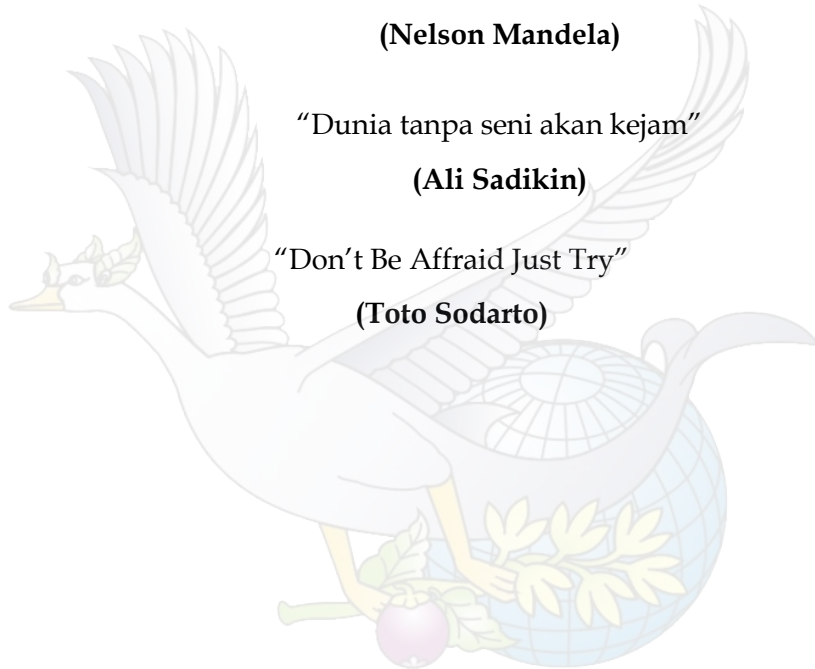 (Nelson Mandela)
“Dunia tanpa seni akan kejam”
(Ali Sadikin)
“Don’t Be Affraid Just Try”
(Toto Sodarto)